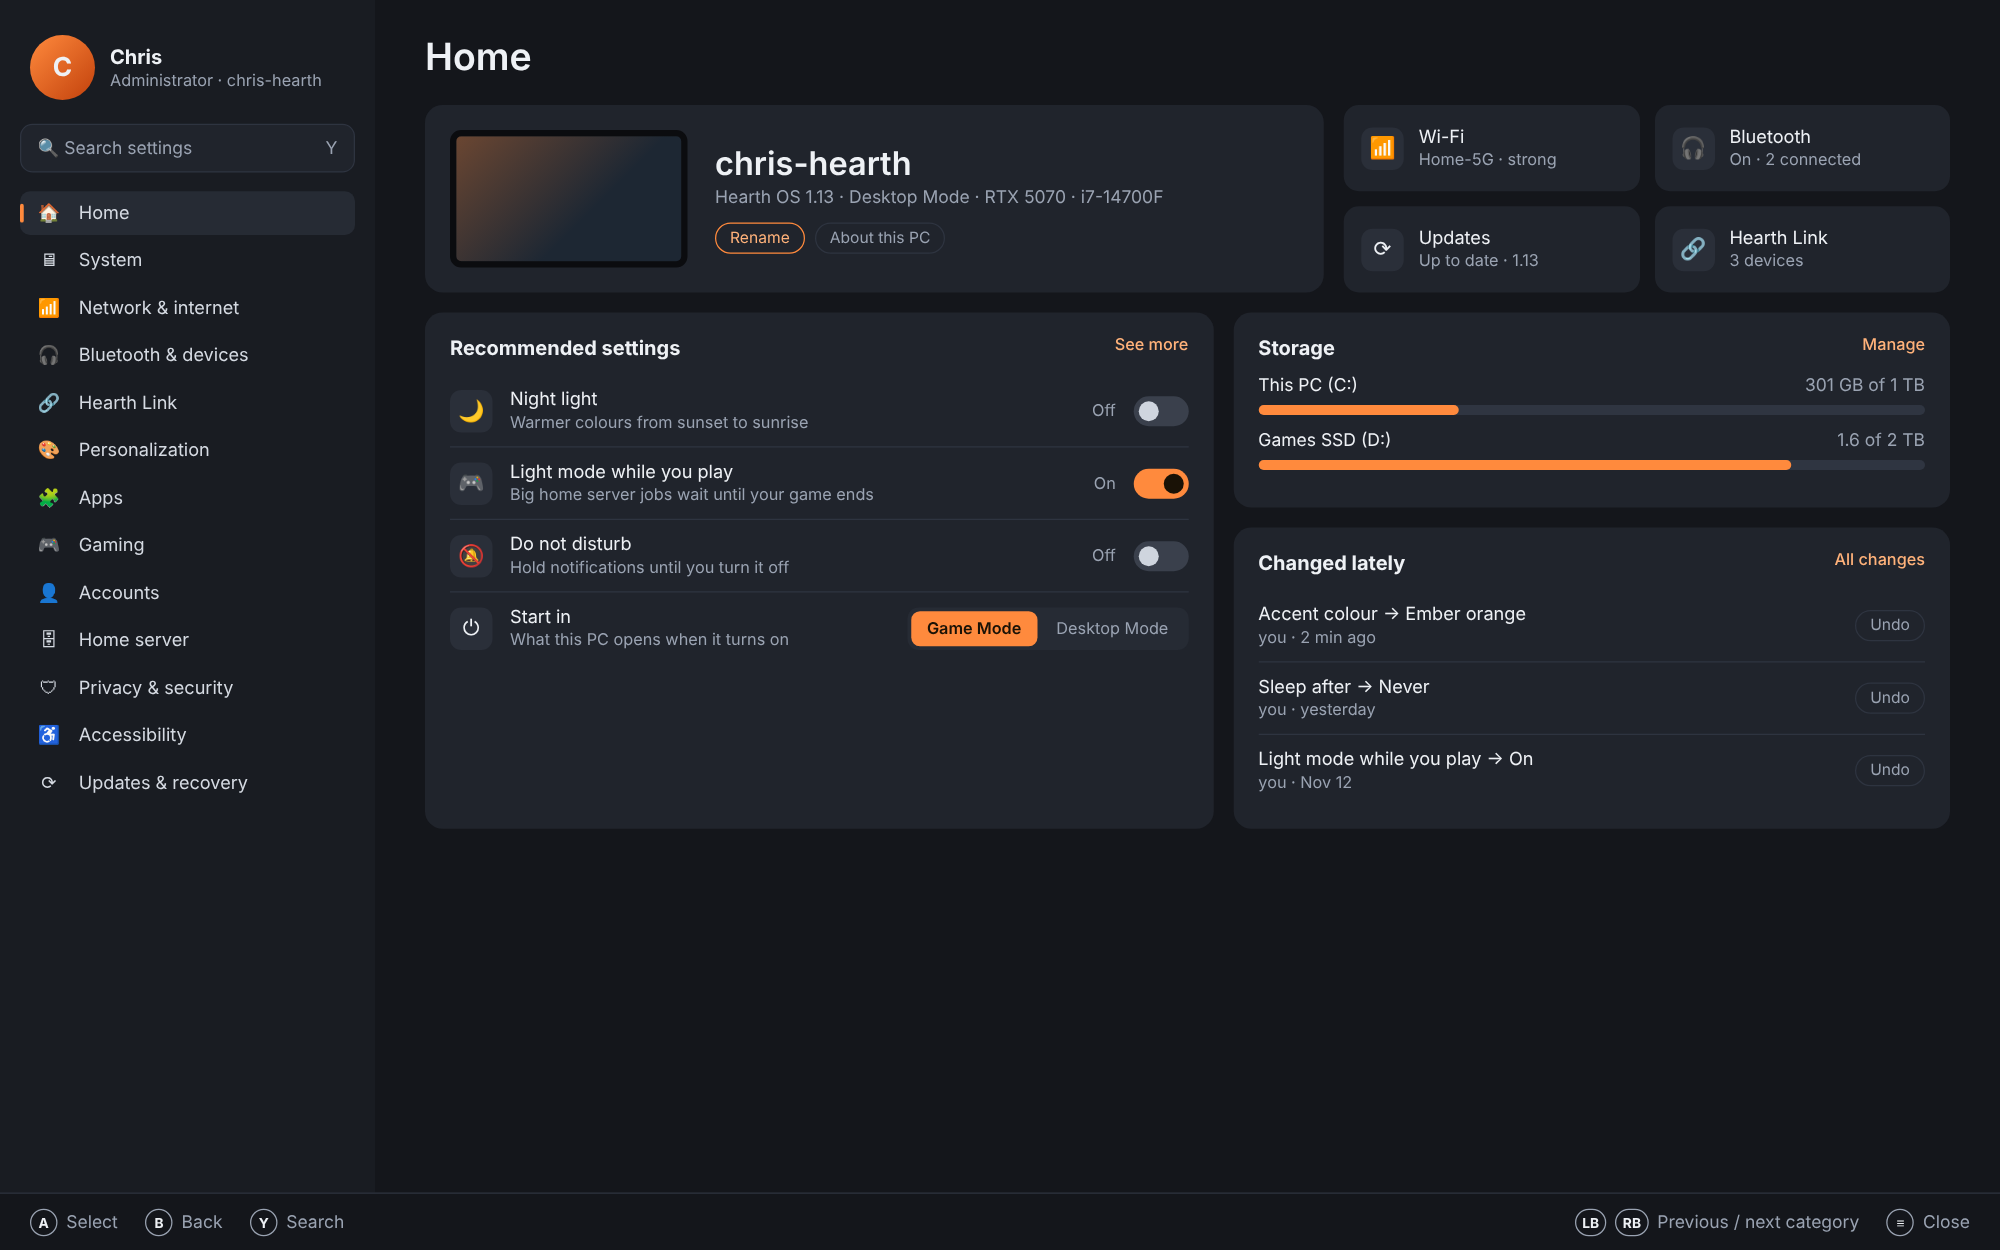 C
Chris
Administrator · chris-hearth
Search settings Y
Home
System
Network & internet
Bluetooth & devices
Hearth Link
Personalization
Apps
Gaming
Accounts
Home server
Privacy & security
Accessibility
Updates & recovery
Home
chris-hearth
Hearth OS 1.13 · Desktop Mode · RTX 5070 · i7-14700F
Rename About this PC
Wi-Fi
Home-5G · strong
Bluetooth
On · 2 connected
Updates
Up to date · 1.13
Hearth Link
3 devices
Recommended settings See more
Night light
Warmer colours from sunset to sunrise
Off
Light mode while you play
Big home server jobs wait until your game ends
On
Do not disturb
Hold notifications until you turn it off
Off
Start in
What this PC opens when it turns on
Game Mode Desktop Mode
Storage Manage
This PC (C:) 301 GB of 1 TB
Games SSD (D:) 1.6 of 2 TB
Changed lately All changes
Accent colour → Ember orange
you · 2 min ago
Undo
Sleep after → Never
you · yesterday
Undo
Light mode while you play → On
you · Nov 12
Undo
A Select B Back Y Search LB RB Previous / next category ≡ Close